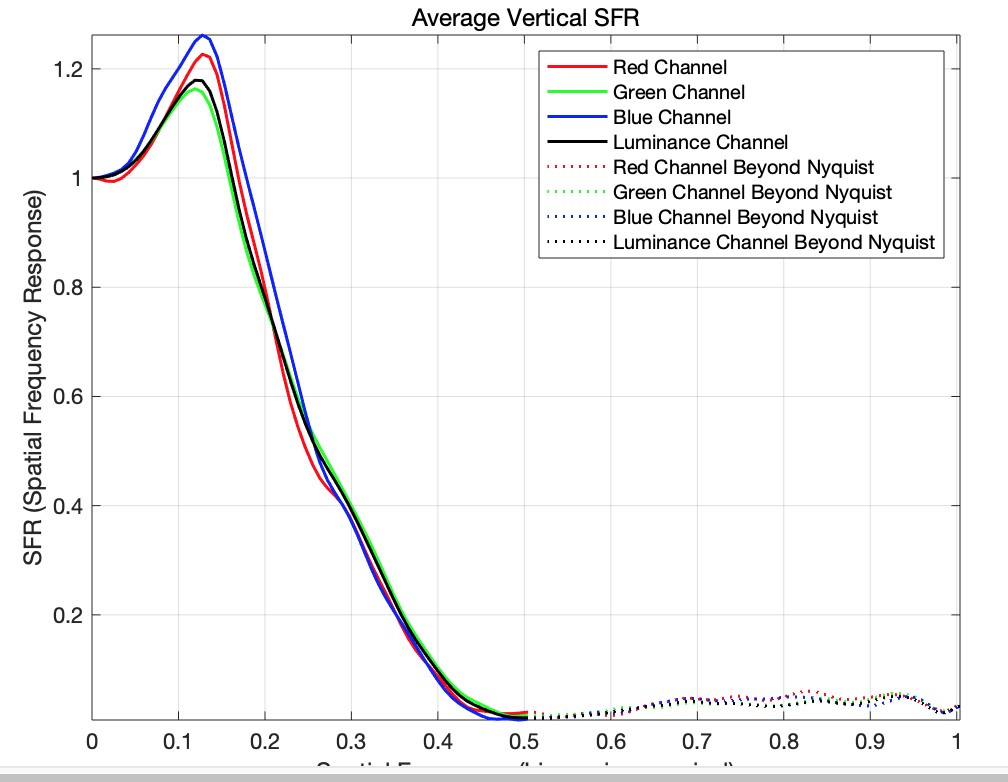 Average Vertical SFR
SFR (Spatial Frequency Response)
1.2
1
0.8
0.6
0.4
0.2
Red Channel
Green Channel
Blue Channel
Luminance Channel
Red Channel Beyond Nyquist
Green Channel Beyond Nyquist
Blue Channel Beyond Nyquist
Luminance Channel Beyond Nyquist
0 0.1 0.2 0.3 0.4 0.5 0.6 0.7 0.8 0.9 1